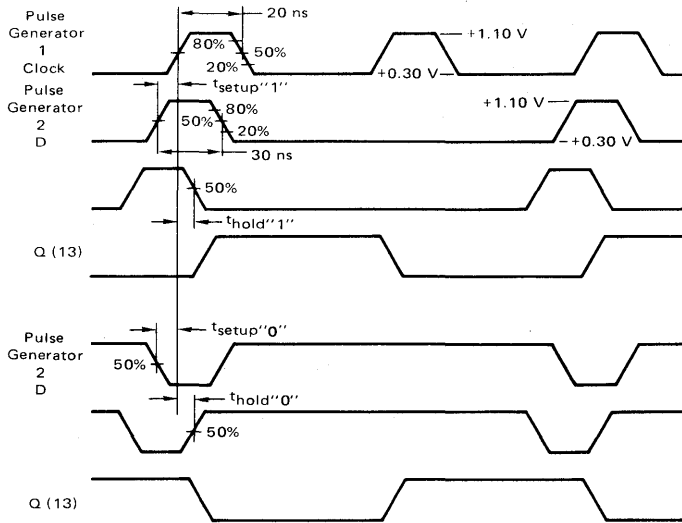 Pulse
Generator
1
Clock
20 ns
80%
50%
20%
+1.10 V
+0.30 V
tsetup"1"
Pulse
Generator
2
D
80%
50%
20%
+1.10 V
+0.30 V
30 ns
50%
thold"1"
Q (13)
tsetup"0"
Pulse
Generator
2
D
50%
thold"0"
50%
Q (13)